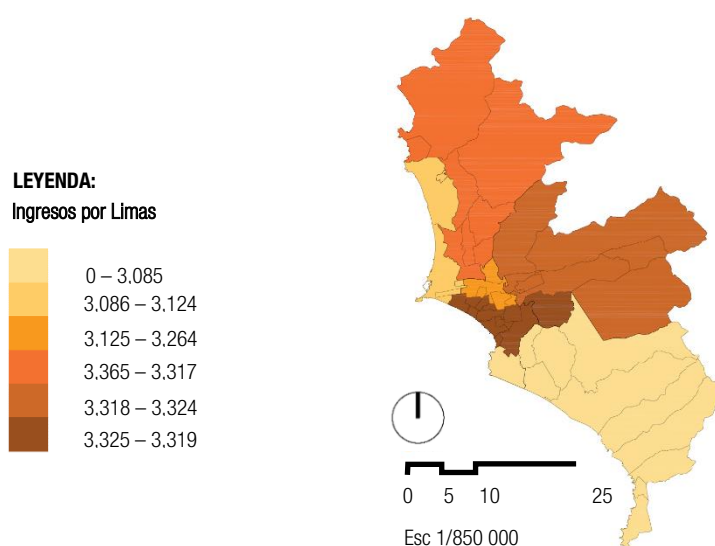 LEYENDA:
Ingresos por Limas
0 – 3,085
3,086 – 3,124
3,125 – 3,264
3,365 – 3,317
3,318 – 3,324
3,325 – 3,319
0 5 10 25
Esc 1/850 000